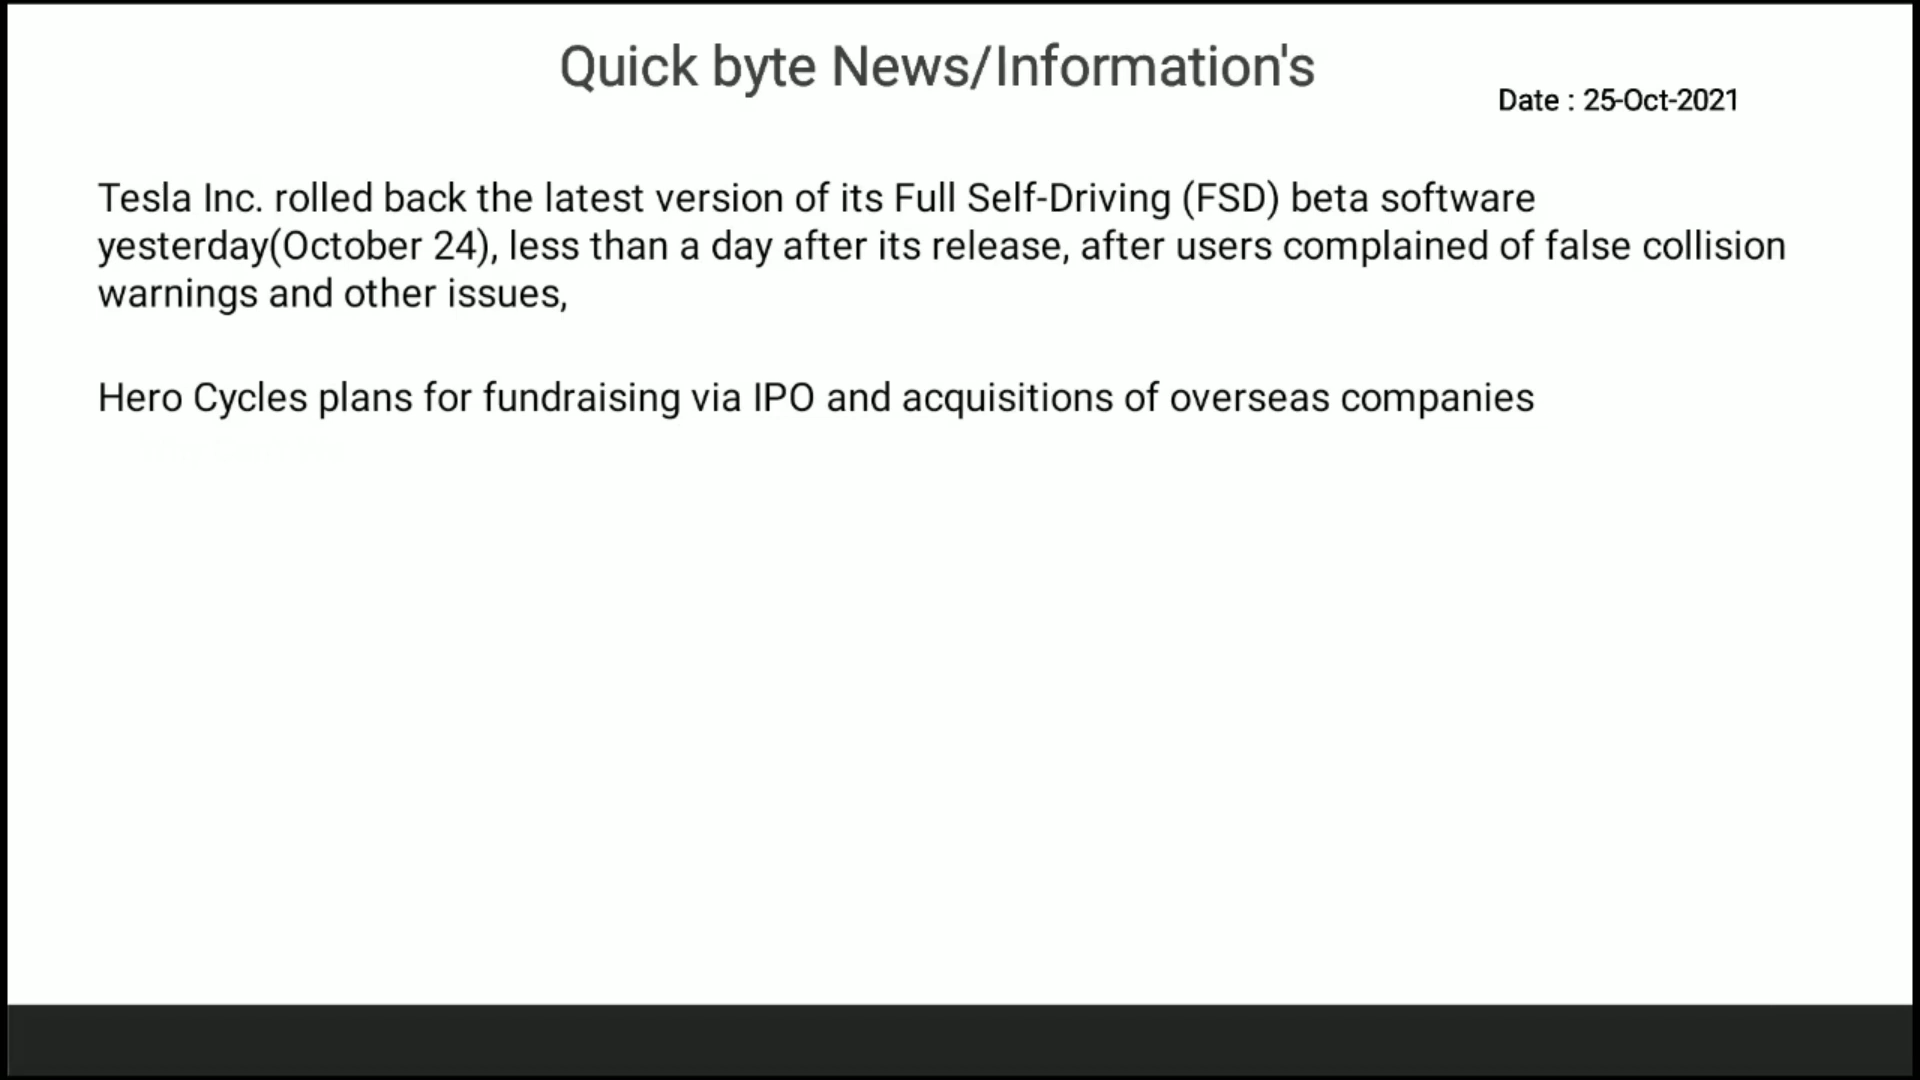 Quick byte News/Information's
Date : 25-Oct-2021
Tesla Inc. rolled back the latest version of its Full Self-Driving (FSD) beta software
yesterday(October 24), less than a day after its release, after users complained of false collision
warnings and other issues,
Hero Cycles plans for fundraising via IPO and acquisitions of overseas companies